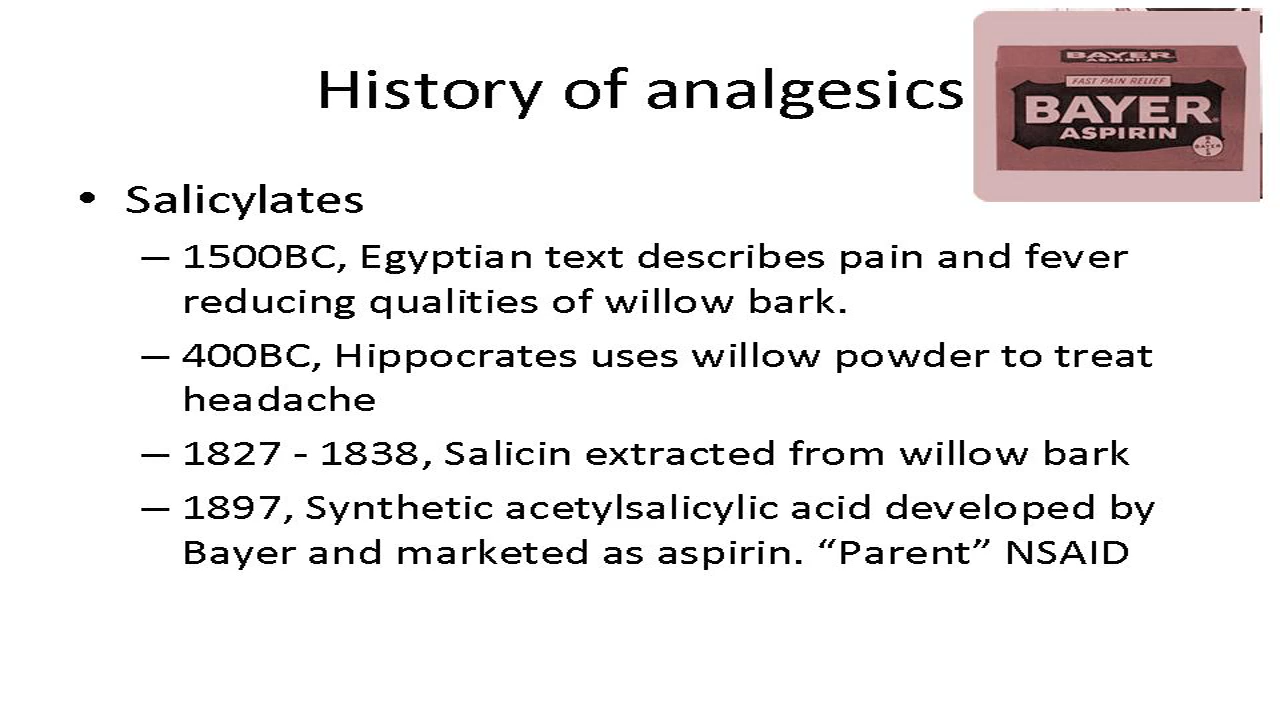 History of analgesics
BAYER
ASPIRIN
FAST PAIN RELIEF
BAYER
ASPIRIN
• Salicylates
– 1500BC, Egyptian text describes pain and fever
reducing qualities of willow bark.
– 400BC, Hippocrates uses willow powder to treat
headache
– 1827 - 1838, Salicin extracted from willow bark
– 1897, Synthetic acetylsalicylic acid developed by
Bayer and marketed as aspirin. “Parent” NSAID